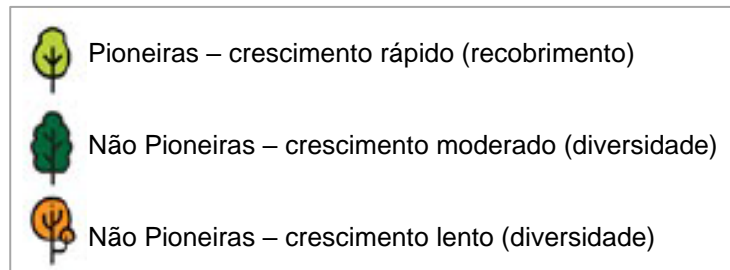 Pioneiras – crescimento rápido (recobrimento)
Não Pioneiras – crescimento moderado (diversidade)
Não Pioneiras – crescimento lento (diversidade)